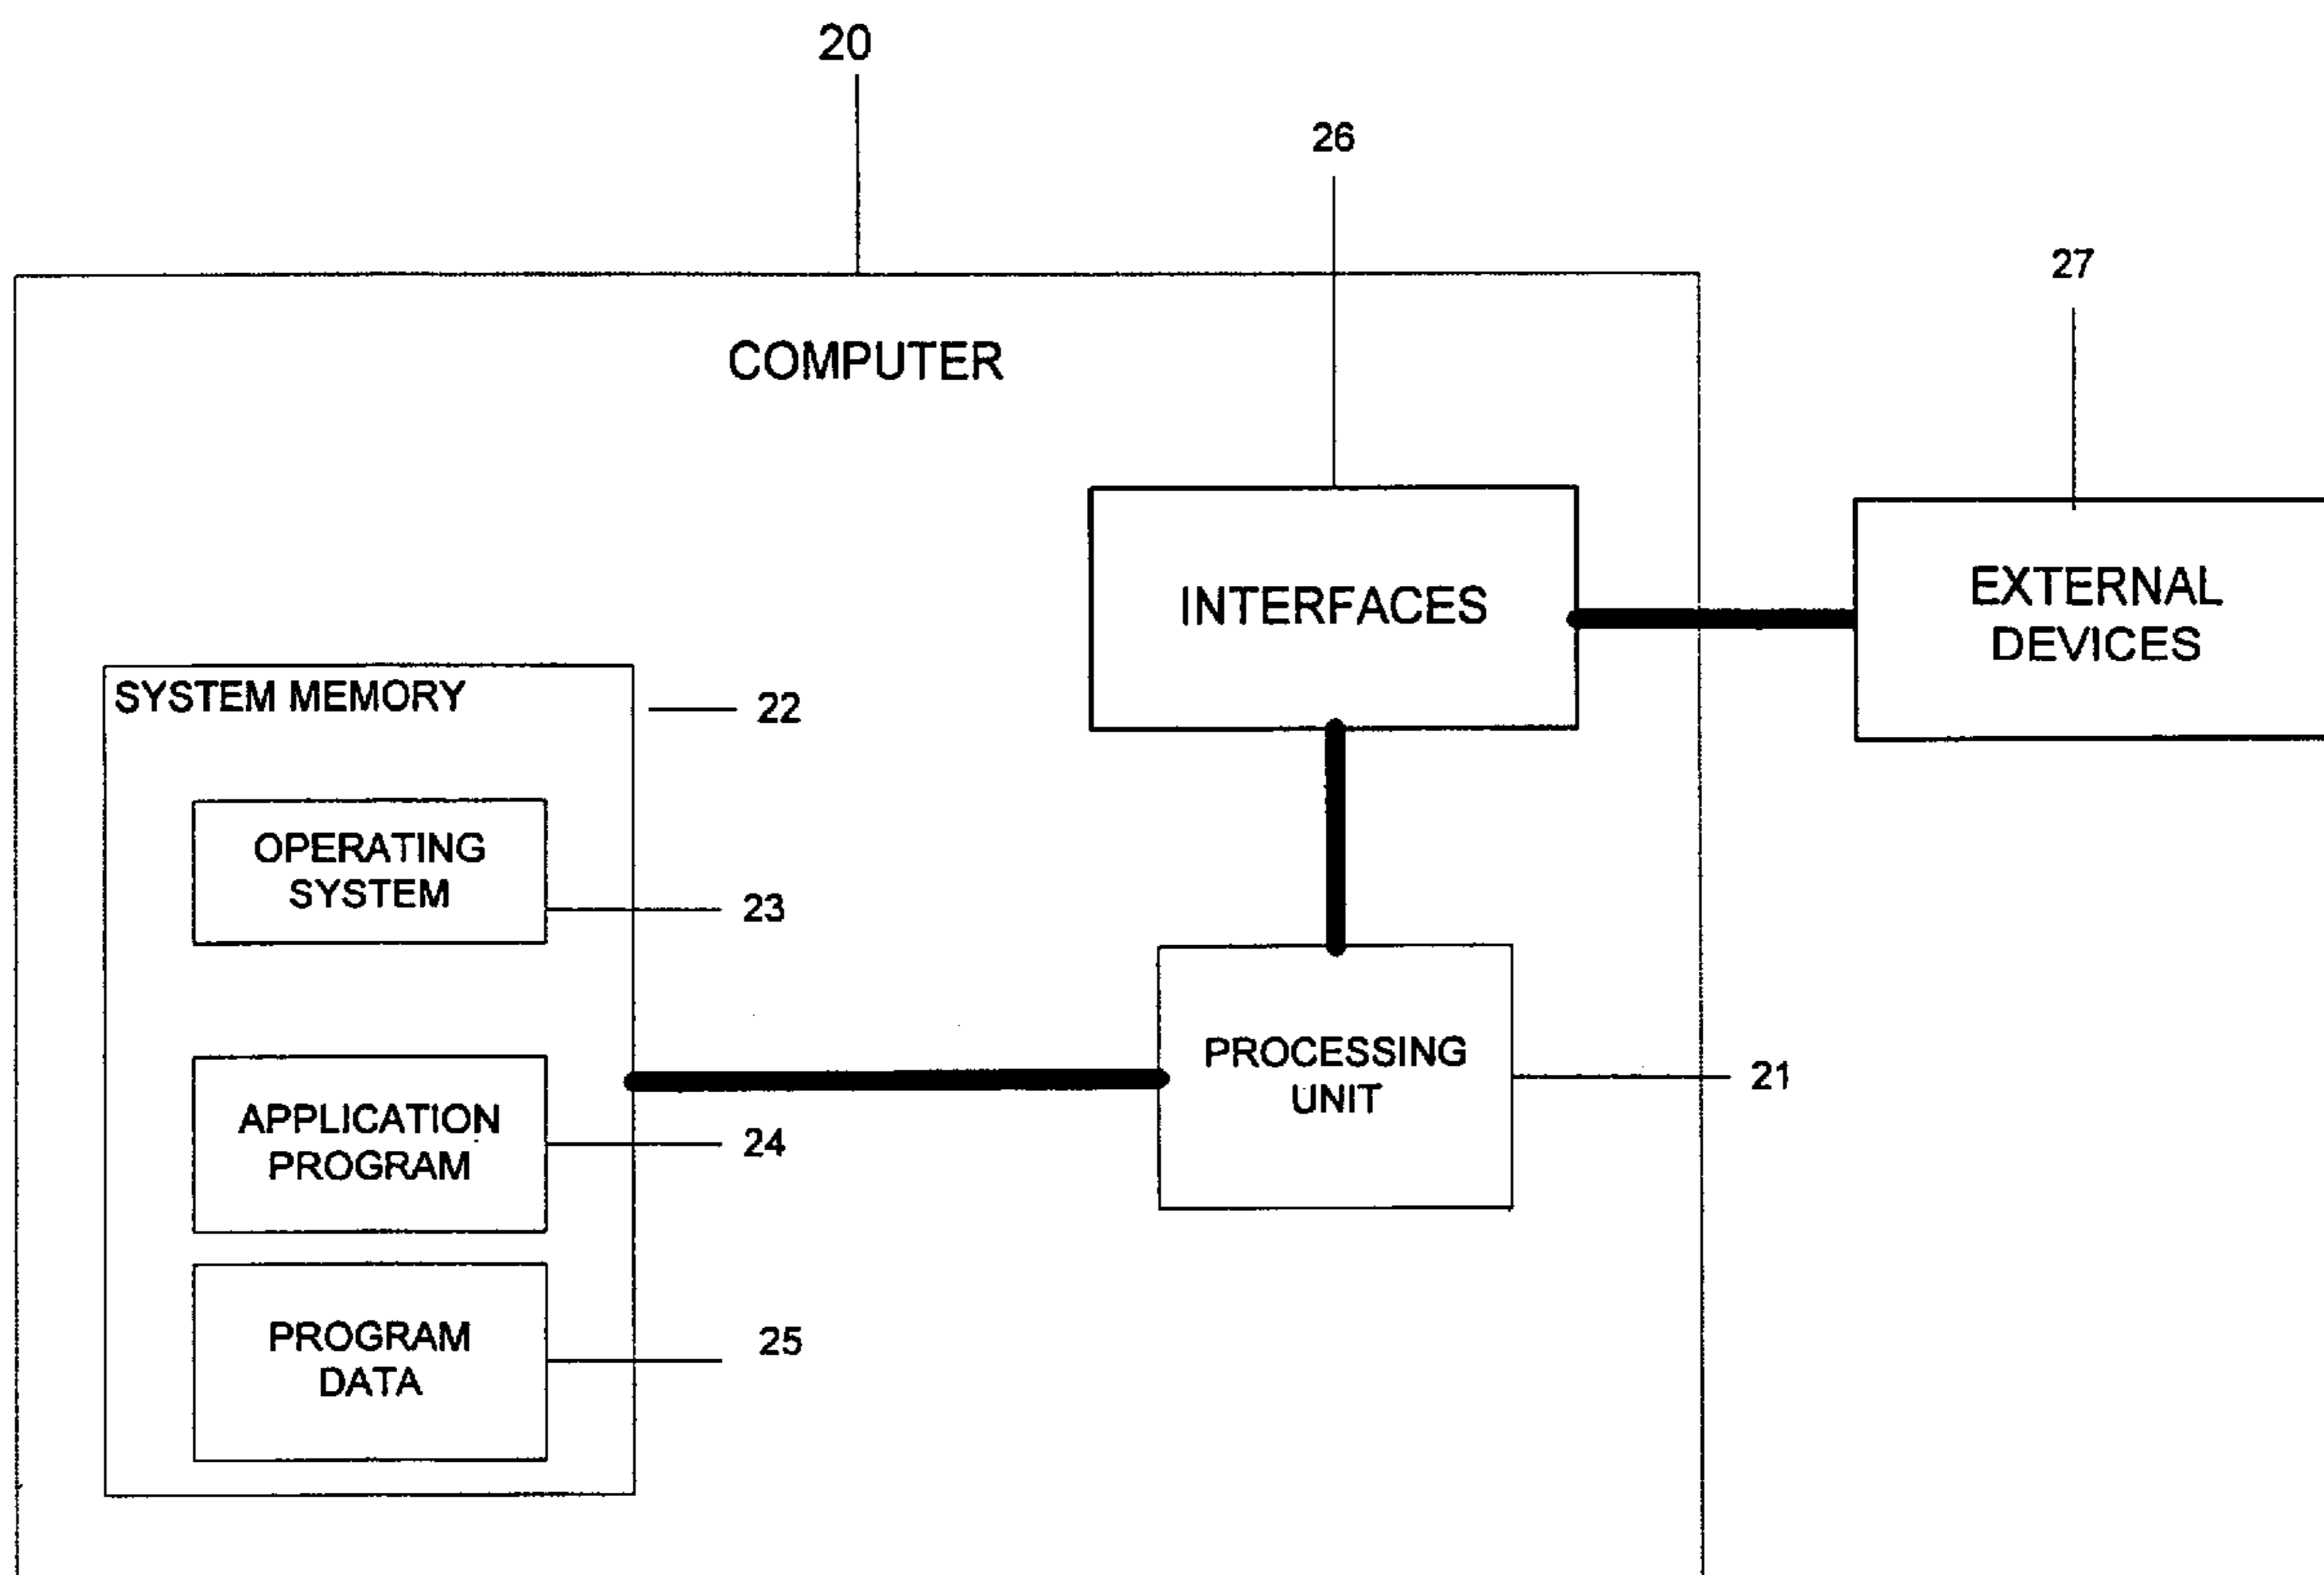 20
26
27
COMPUTER
INTERFACES
EXTERNAL
DEVICES
SYSTEM MEMORY
22
OPERATING
SYSTEM
23
PROCESSING
UNIT
21
APPLICATION
PROGRAM
24
PROGRAM
DATA
25